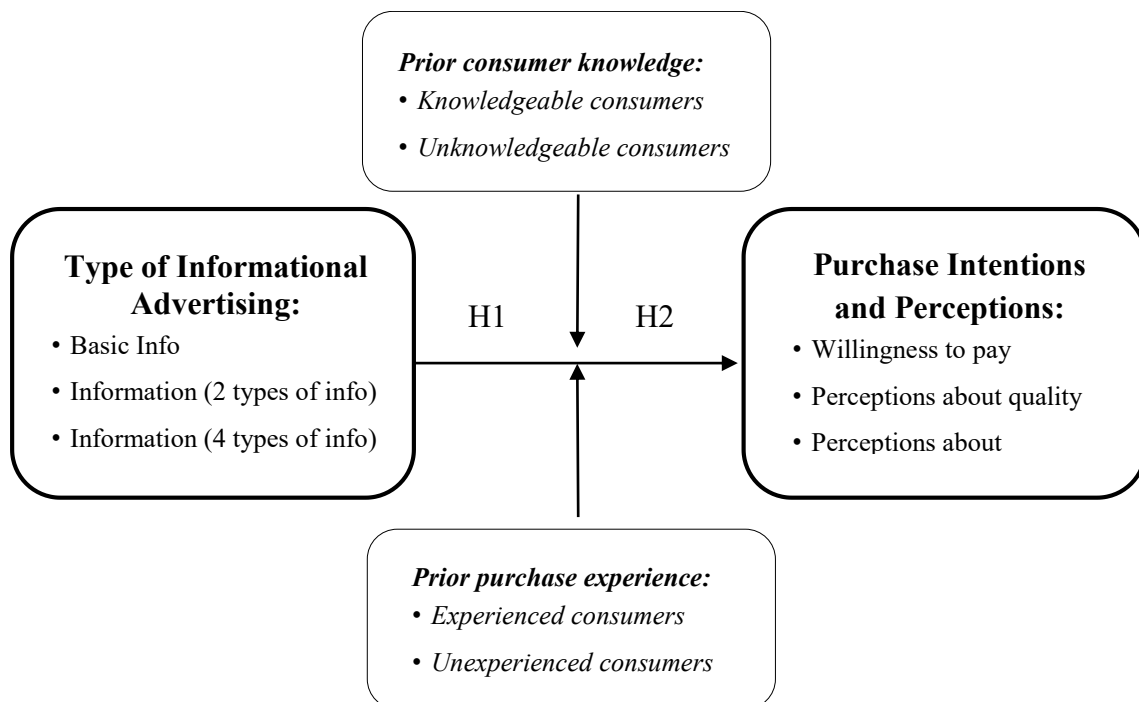 Prior consumer knowledge:
• Knowledgeable consumers
• Unknowledgeable consumers
Type of Informational
Advertising:
• Basic Info
• Information (2 types of info)
• Information (4 types of info)
H1
H2
Purchase Intentions
and Perceptions:
• Willingness to pay
• Perceptions about quality
• Perceptions about
Prior purchase experience:
• Experienced consumers
• Unexperienced consumers